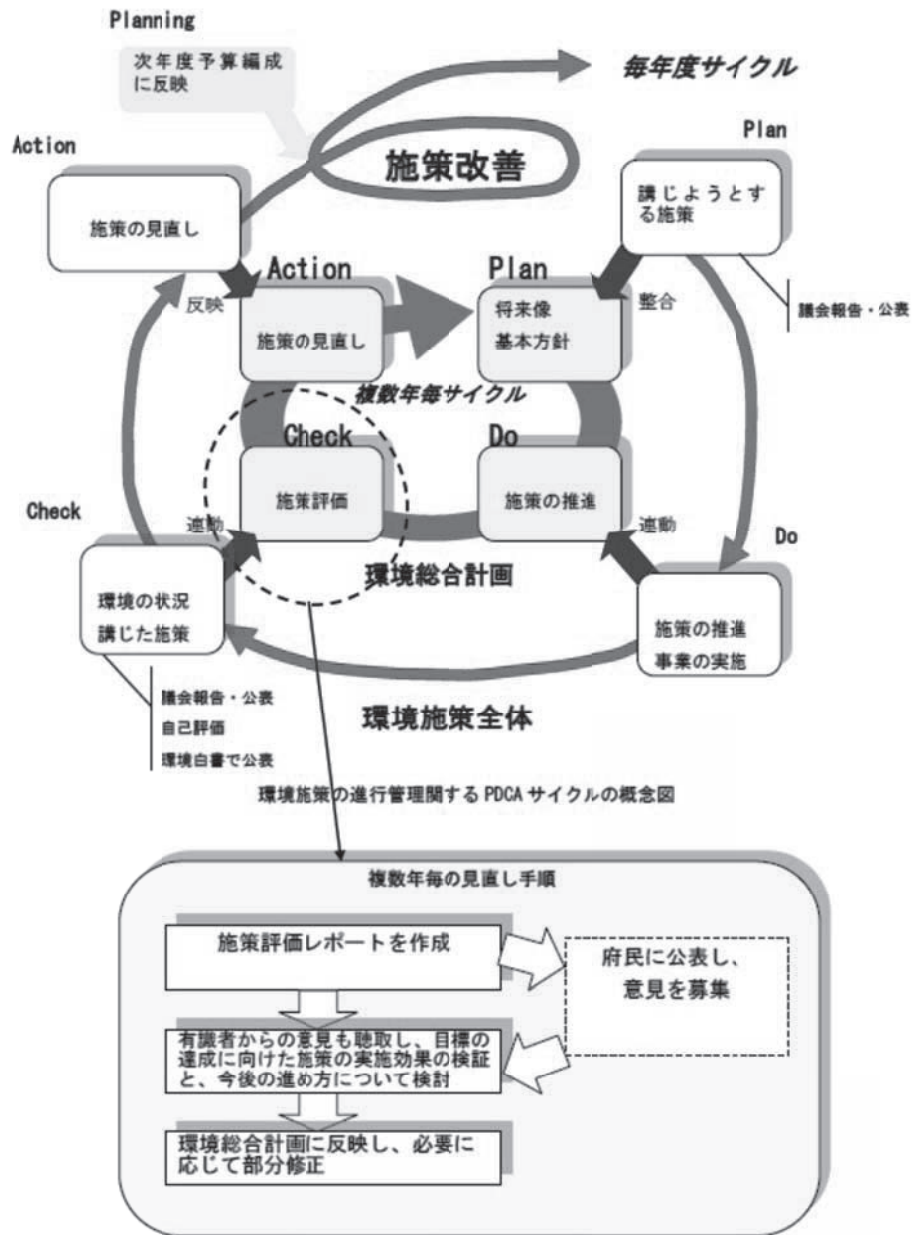 Planning
次年度予算編成
に反映
毎年度サイクル
Action
施策の見直し
施策改善
Plan
講じようとす
る施策
議会報告・公表
反映
Action
施策の見直し
Plan
将来像
基本方針
整合
複数年毎サイクル
Check
施策評価
Do
施策の推進
連動
連動
環境総合計画
Check
環境の状況
講じた施策
Do
施策の推進
事業の実施
議会報告・公表
自己評価
環境白書で公表
環境施策全体
環境施策の進行管理関する PDCA サイクルの概念図
複数年毎の見直し手順
施策評価レポートを作成
府民に公表し、
意見を募集
有識者からの意見も聴取し、目標の
達成に向けた施策の実施効果の検証
と、今後の進め方について検討
環境総合計画に反映し、必要に
応じて部分修正